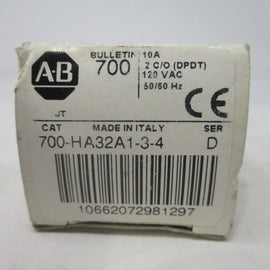 A-B
BULLETIN 10A
700 2 C/O (DPDT)
120 VAC
50/60 Hz
CE
CAT MADE IN ITALY SER
700-HA32A1-3-4 D
10662072981297